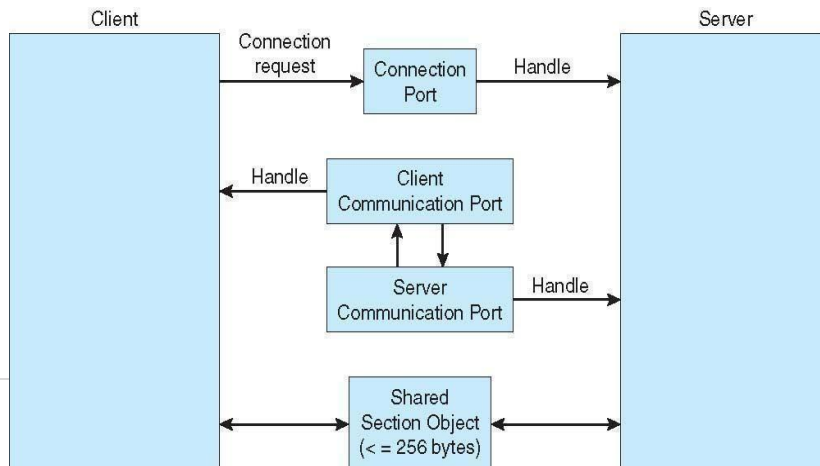 Client
Server
Connection
request
Connection
Port
Handle
Handle
Client
Communication Port
Server
Communication Port
Handle
Shared
Section Object
(< = 256 bytes)